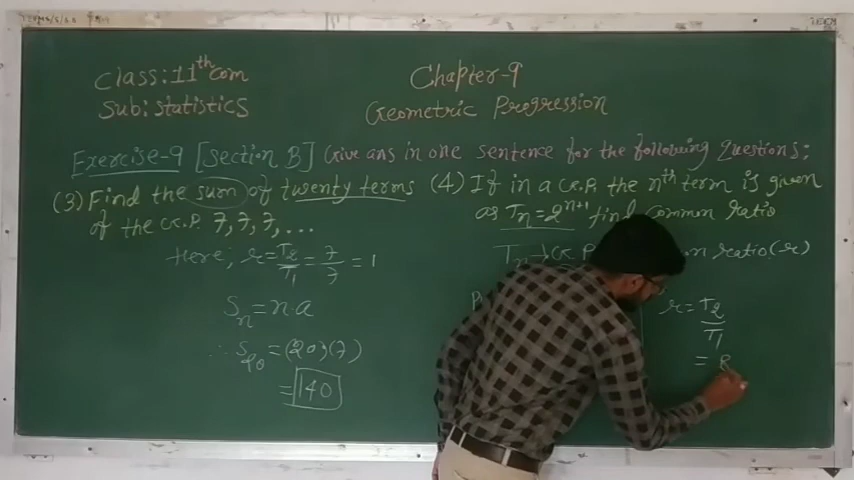 Class: 11th com
Sub: Statistics
Chapter-9
Geometric Progression
Exercise-9 [Section B] Give ans in one sentence for the following Questions:
(3) Find the sum of twenty terms
of the G.P. 7, 7, 7, ...
Here, r = T2/T1 = 7/7 = 1
Sn = n·a
∴ S20 = (20)(7)
= 140
(4) If in a G.P. the nth term is given
as Tn = 2^n+1 find common ratio
Tn → G.P. on ratio (r)
r = T2/T1
= 8